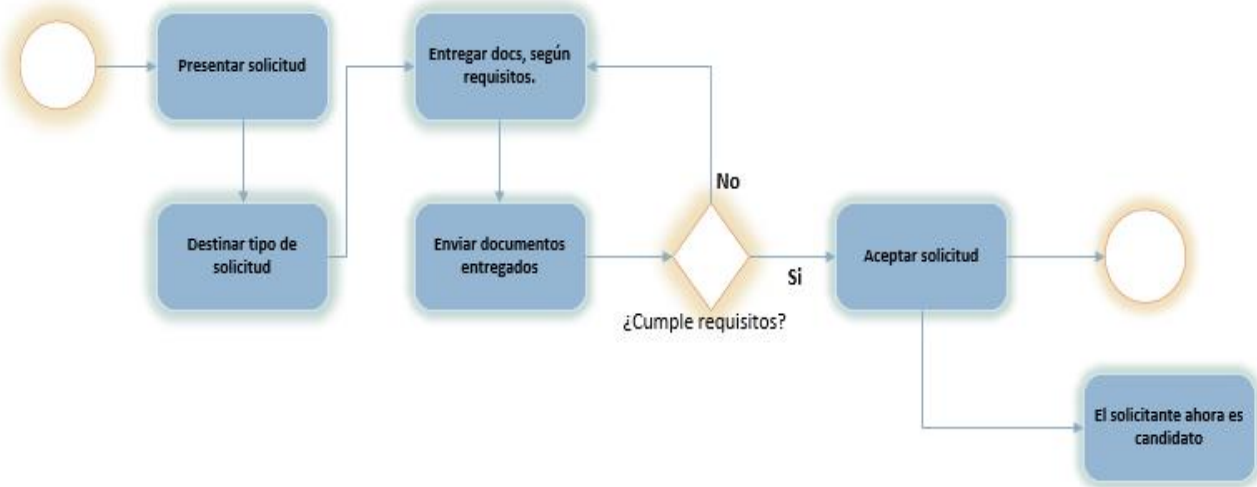 Presentar solicitud
Entregar docs, según
requisitos.
No
Destinar tipo de
solicitud
Enviar documentos
entregados
Si
Aceptar solicitud
¿Cumple requisitos?
El solicitante ahora es
candidato